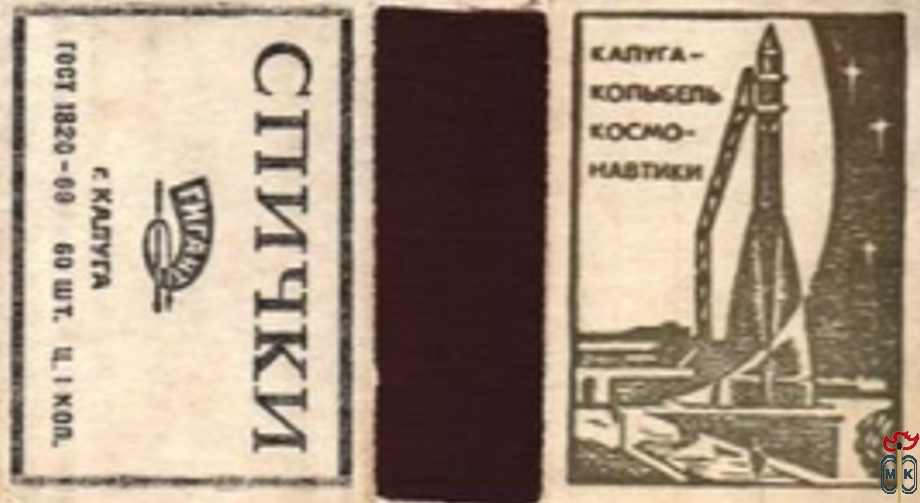 СПИЧКИ
ГИГАНТ
г. КАЛУГА
ГОСТ 1820-69 60 ШТ. Ц. 1 КОП.
КАЛУГА-
КОЛЫБЕЛЬ
КОСМО-
НАВТИКИ
МК